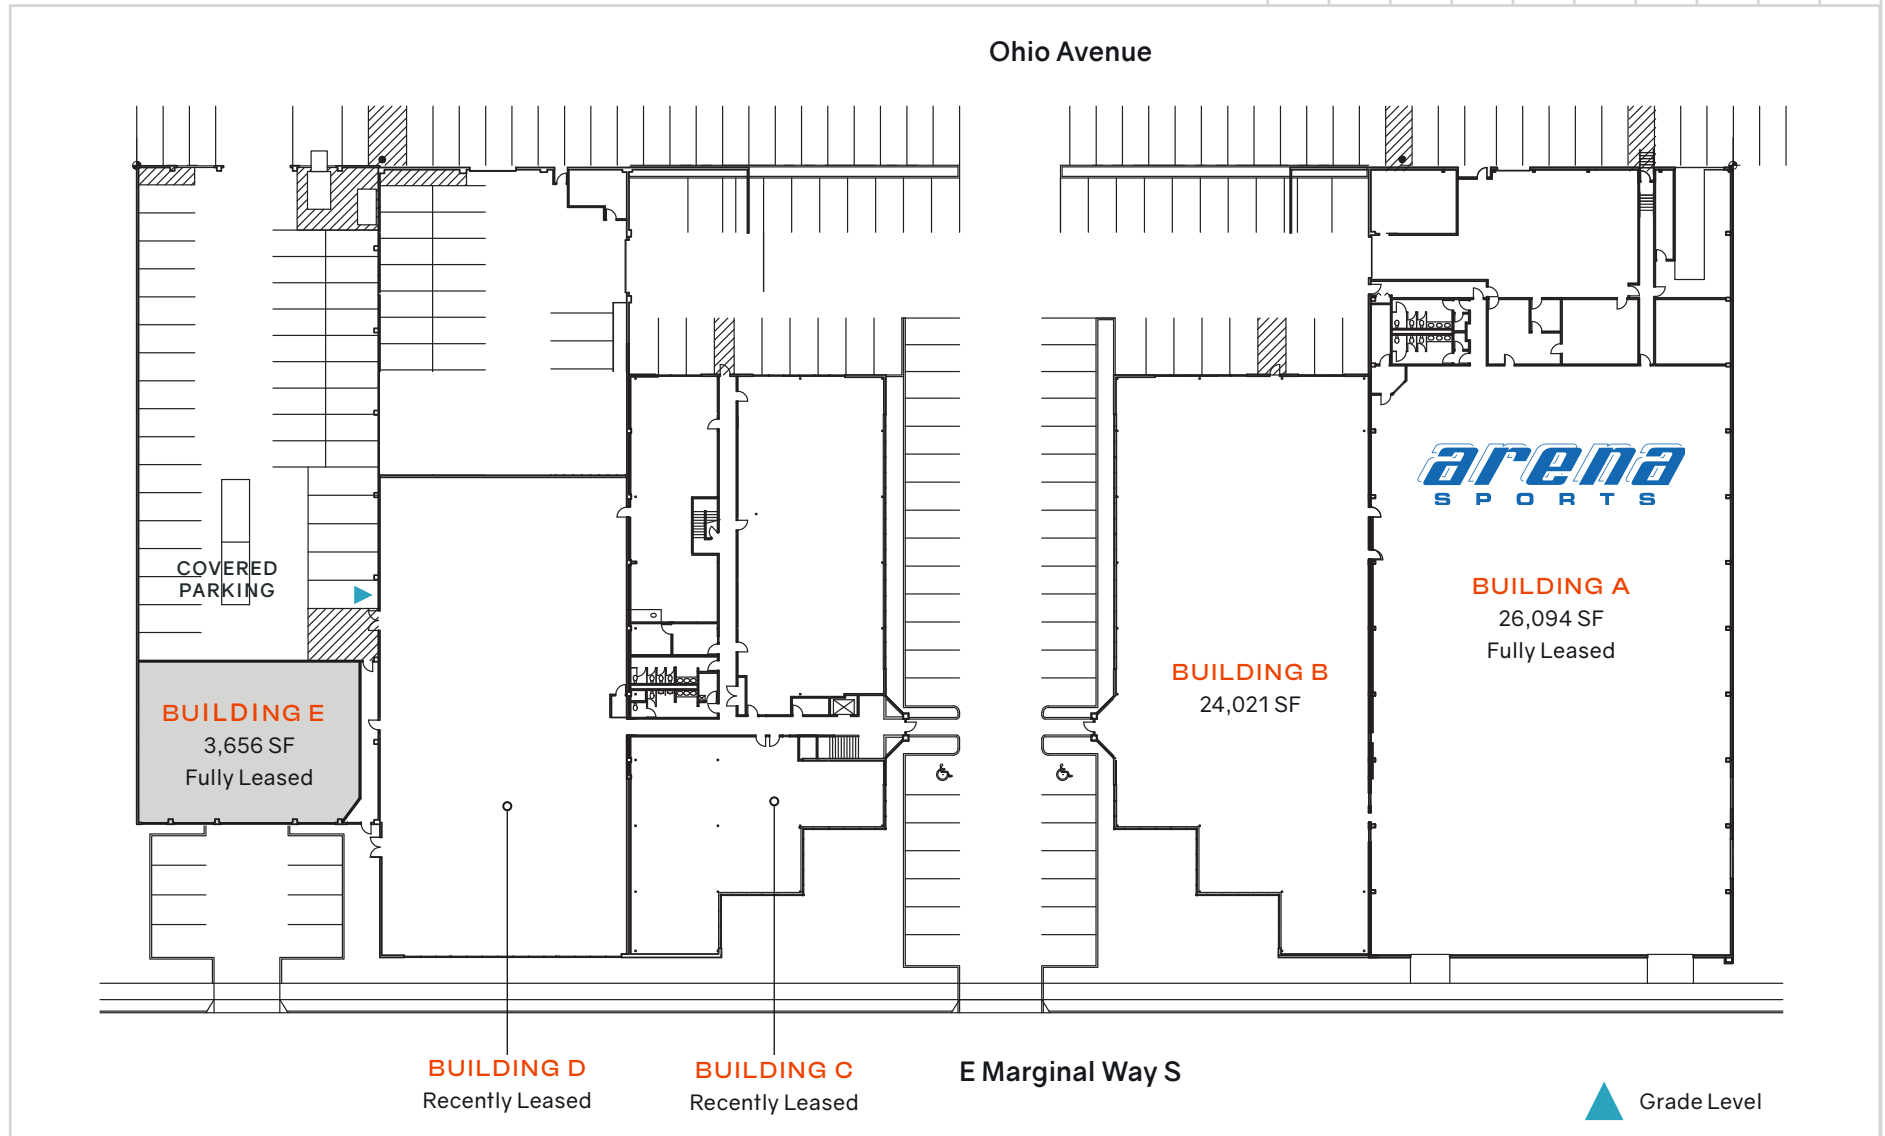 Ohio Avenue
arena
SPORTS
COVERED
PARKING
BUILDING A
26,094 SF
Fully Leased
BUILDING B
24,021 SF
BUILDING E
3,656 SF
Fully Leased
BUILDING D
Recently Leased
BUILDING C
Recently Leased
E Marginal Way S
Grade Level